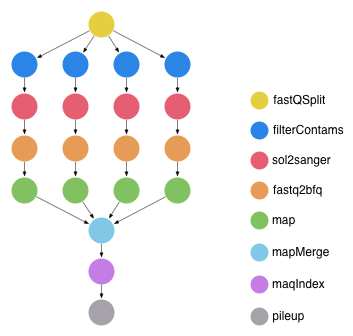 fastQSplit
filterContams
sol2sanger
fastq2bfq
map
mapMerge
maqIndex
pileup